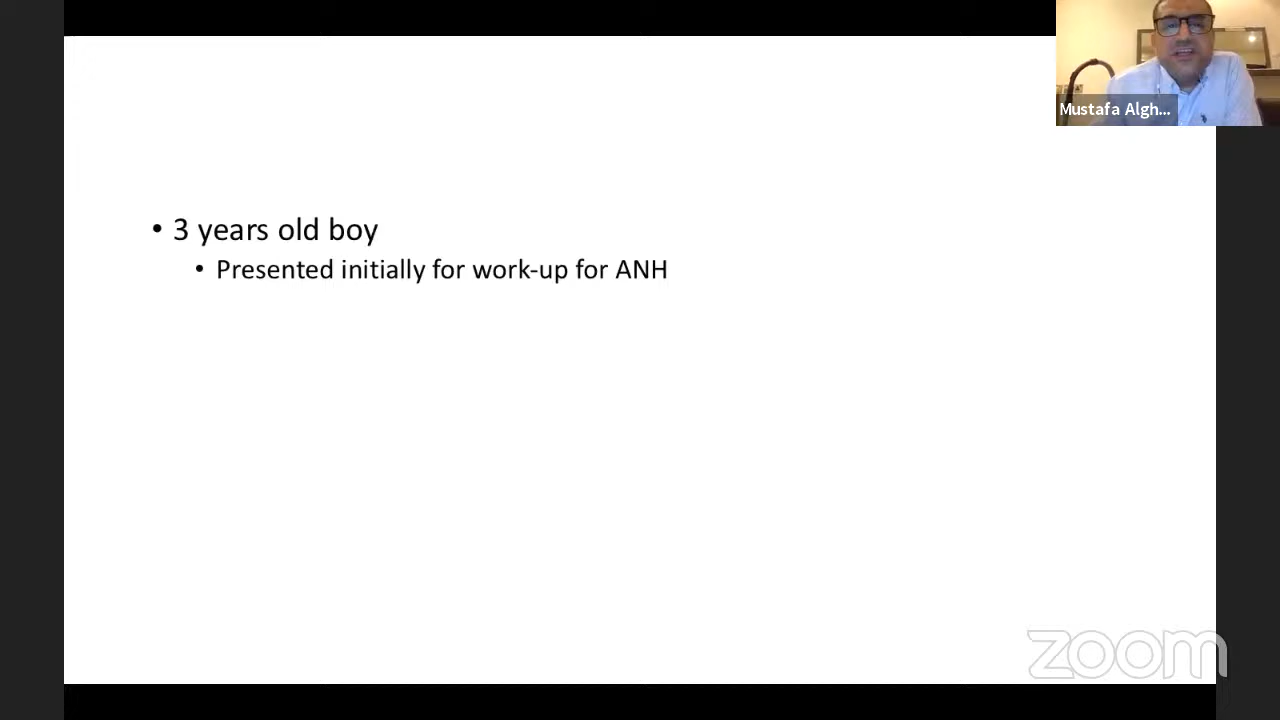 Mustafa Algh...
• 3 years old boy
• Presented initially for work-up for ANH
zoom